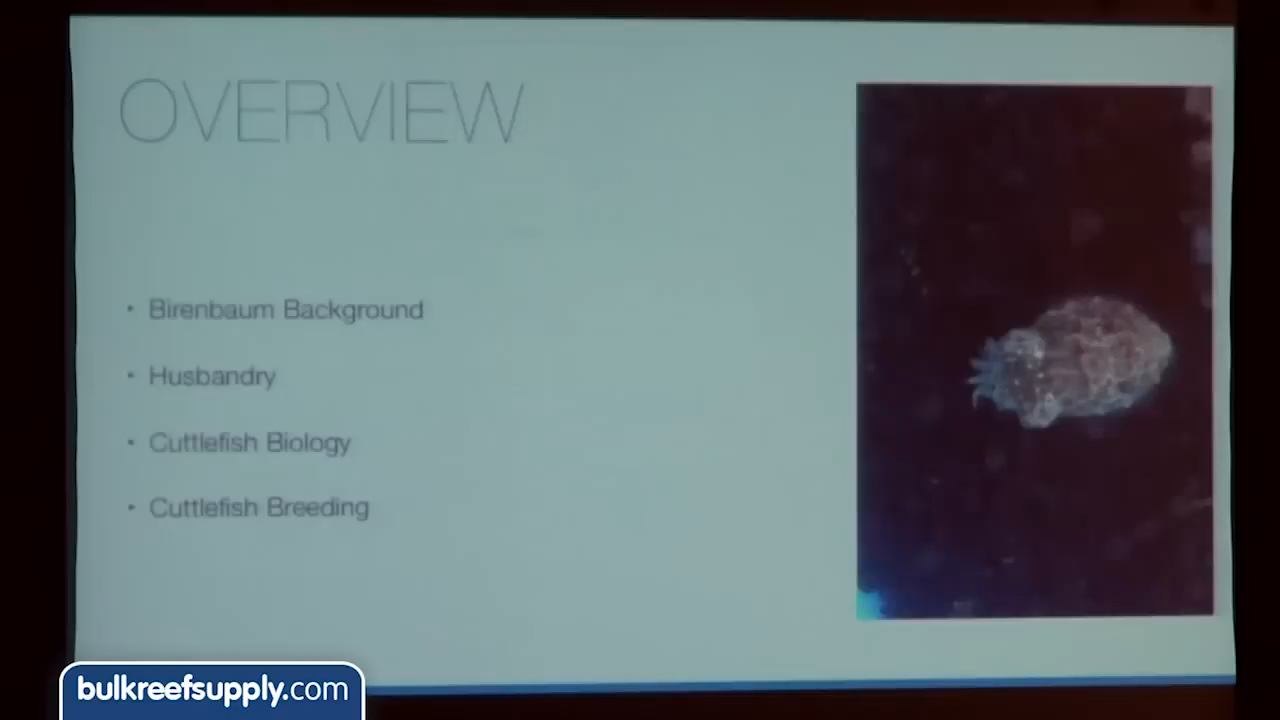 OVERVIEW
• Birenbaum Background
• Husbandry
• Cuttlefish Biology
• Cuttlefish Breeding
bulkreefsupply.com